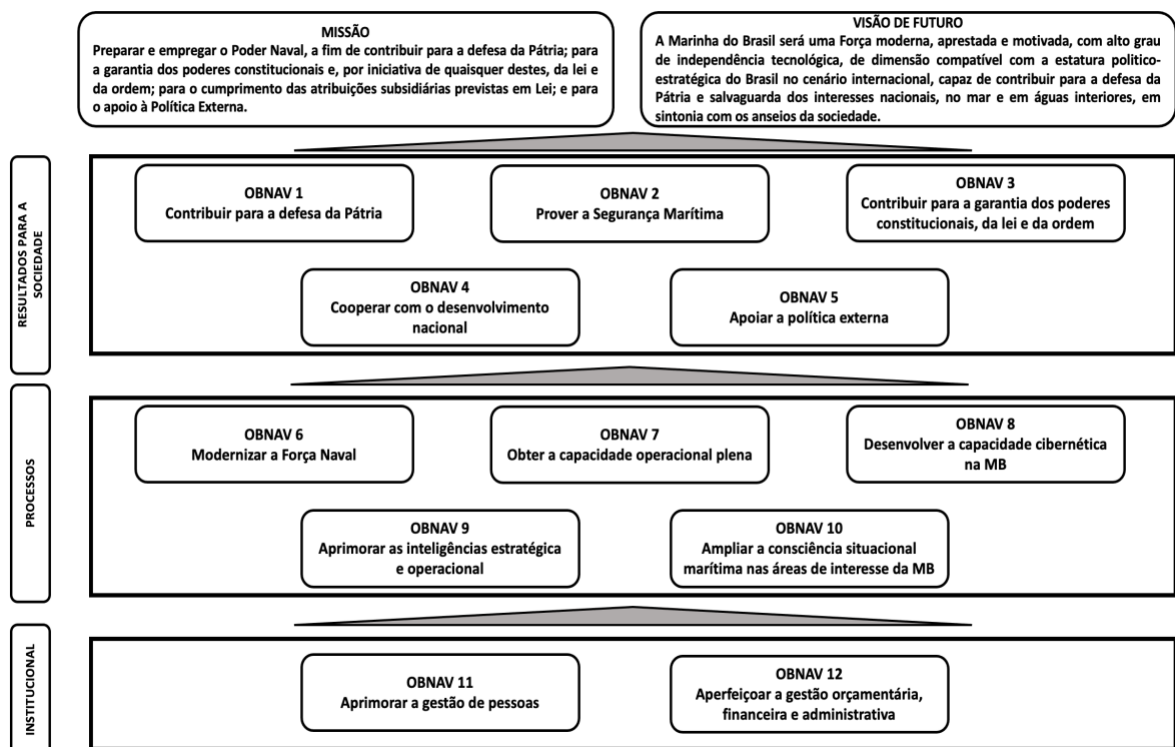 MISSÃO
Preparar e empregar o Poder Naval, a fim de contribuir para a defesa da Pátria; para
a garantia dos poderes constitucionais e, por iniciativa de quaisquer destes, da lei e
da ordem; para o cumprimento das atribuições subsidiárias previstas em Lei; e para
o apoio à Política Externa.
VISÃO DE FUTURO
A Marinha do Brasil será uma Força moderna, aprestada e motivada, com alto grau
de independência tecnológica, de dimensão compatível com a estatura politico-
estratégica do Brasil no cenário internacional, capaz de contribuir para a defesa da
Pátria e salvaguarda dos interesses nacionais, no mar e em águas interiores, em
sintonia com os anseios da sociedade.
RESULTADOS PARA A
SOCIEDADE
OBNAV 1
Contribuir para a defesa da Pátria
OBNAV 2
Prover a Segurança Marítima
OBNAV 3
Contribuir para a garantia dos poderes
constitucionais, da lei e da ordem
OBNAV 4
Cooperar com o desenvolvimento
nacional
OBNAV 5
Apoiar a política externa
PROCESSOS
OBNAV 6
Modernizar a Força Naval
OBNAV 7
Obter a capacidade operacional plena
OBNAV 8
Desenvolver a capacidade cibernética
na MB
OBNAV 9
Aprimorar as inteligências estratégica
e operacional
OBNAV 10
Ampliar a consciência situacional
marítima nas áreas de interesse da MB
INSTITUCIONAL
OBNAV 11
Aprimorar a gestão de pessoas
OBNAV 12
Aperfeiçoar a gestão orçamentária,
financeira e administrativa